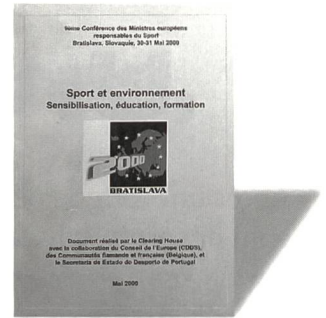 9ème Conférence des Ministres européens
responsables du Sport
Bratislava, Slovaquie, 30-31 Mai 2000
Sport et environnement
Sensibilisation, éducation, formation
2000
BRATISLAVA
Document réalisé par le Clearing House
avec la collaboration du Conseil de l'Europe (CDDS),
des Communautés flamande et française (Belgique), et
le Secretaria de Estado do Desporto de Portugal
Mai 2000